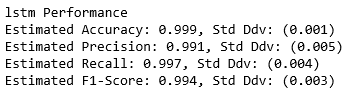 lstm Performance
Estimated Accuracy: 0.999, Std Ddv: (0.001)
Estimated Precision: 0.991, Std Ddv: (0.005)
Estimated Recall: 0.997, Std Ddv: (0.004)
Estimated F1-Score: 0.994, Std Ddv: (0.003)